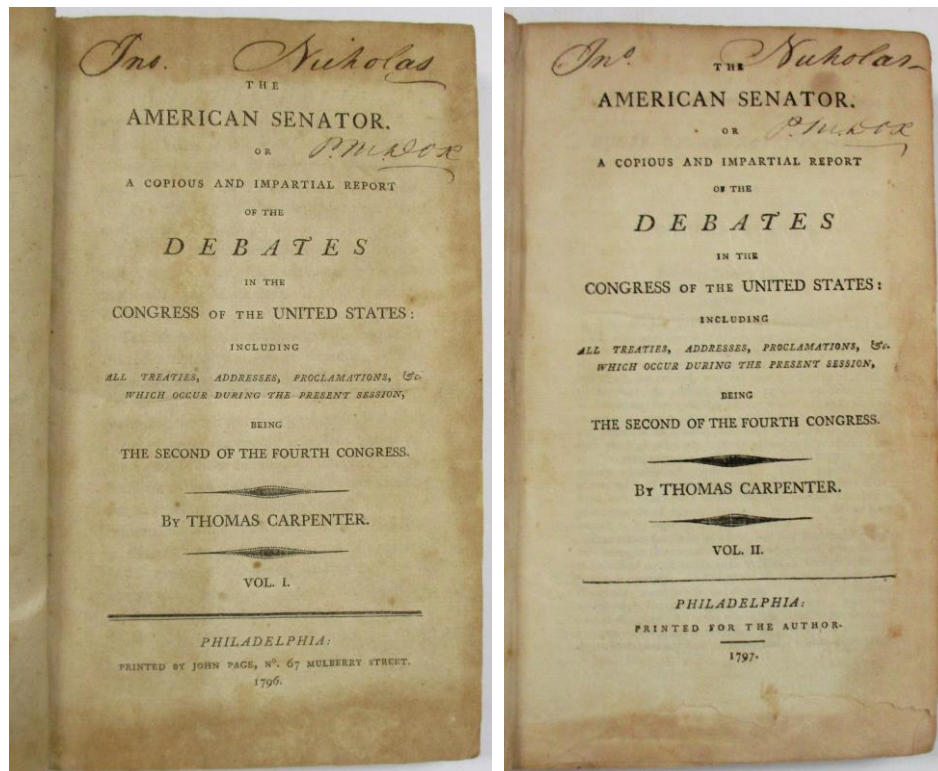 Jno. Nicholas
THE
AMERICAN SENATOR.
OR
P. M. Dox
A COPIOUS AND IMPARTIAL REPORT
OF THE
DEBATES
IN THE
CONGRESS OF THE UNITED STATES:
INCLUDING
ALL TREATIES, ADDRESSES, PROCLAMATIONS, &c.
WHICH OCCUR DURING THE PRESENT SESSION,
BEING
THE SECOND OF THE FOURTH CONGRESS.
By THOMAS CARPENTER.
VOL. I.
PHILADELPHIA:
PRINTED BY JOHN PAGE, No. 67 MULBERRY STREET.
1796.
Jno. Nicholas
THE
AMERICAN SENATOR.
OR
P. M. Dox
A COPIOUS AND IMPARTIAL REPORT
OF THE
DEBATES
IN THE
CONGRESS OF THE UNITED STATES:
INCLUDING
ALL TREATIES, ADDRESSES, PROCLAMATIONS, &c.
WHICH OCCUR DURING THE PRESENT SESSION,
BEING
THE SECOND OF THE FOURTH CONGRESS.
By THOMAS CARPENTER.
VOL. II.
PHILADELPHIA:
PRINTED FOR THE AUTHOR.
1797.